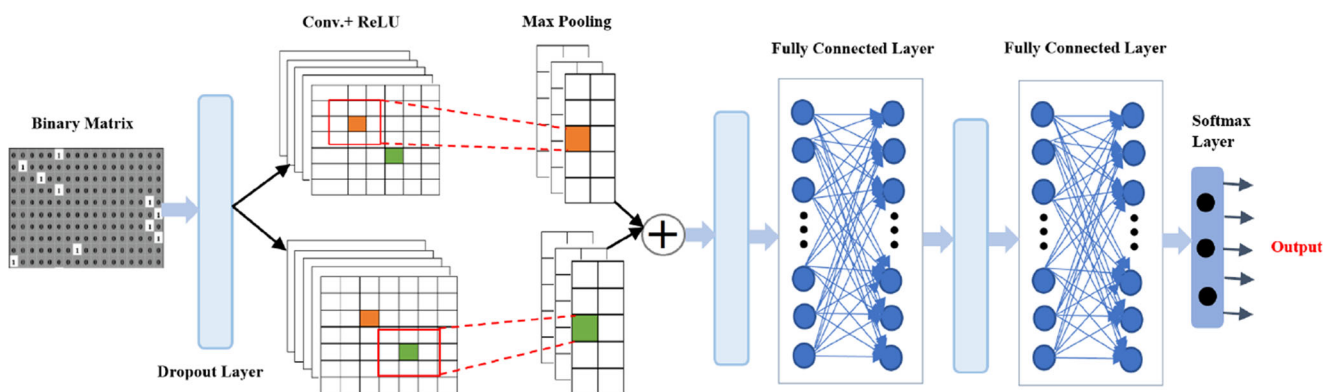 Conv.+ ReLU
Max Pooling
Fully Connected Layer
Fully Connected Layer
Binary Matrix
Softmax
Layer
Output
Dropout Layer